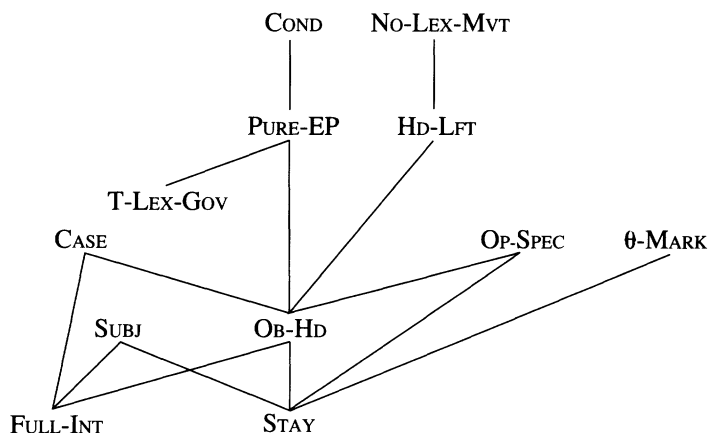 COND NO-LEX-MVT
PURE-EP HD-LFT
T-LEX-GOV
CASE OP-SPEC θ-MARK
SUBJ OB-HD
FULL-INT STAY